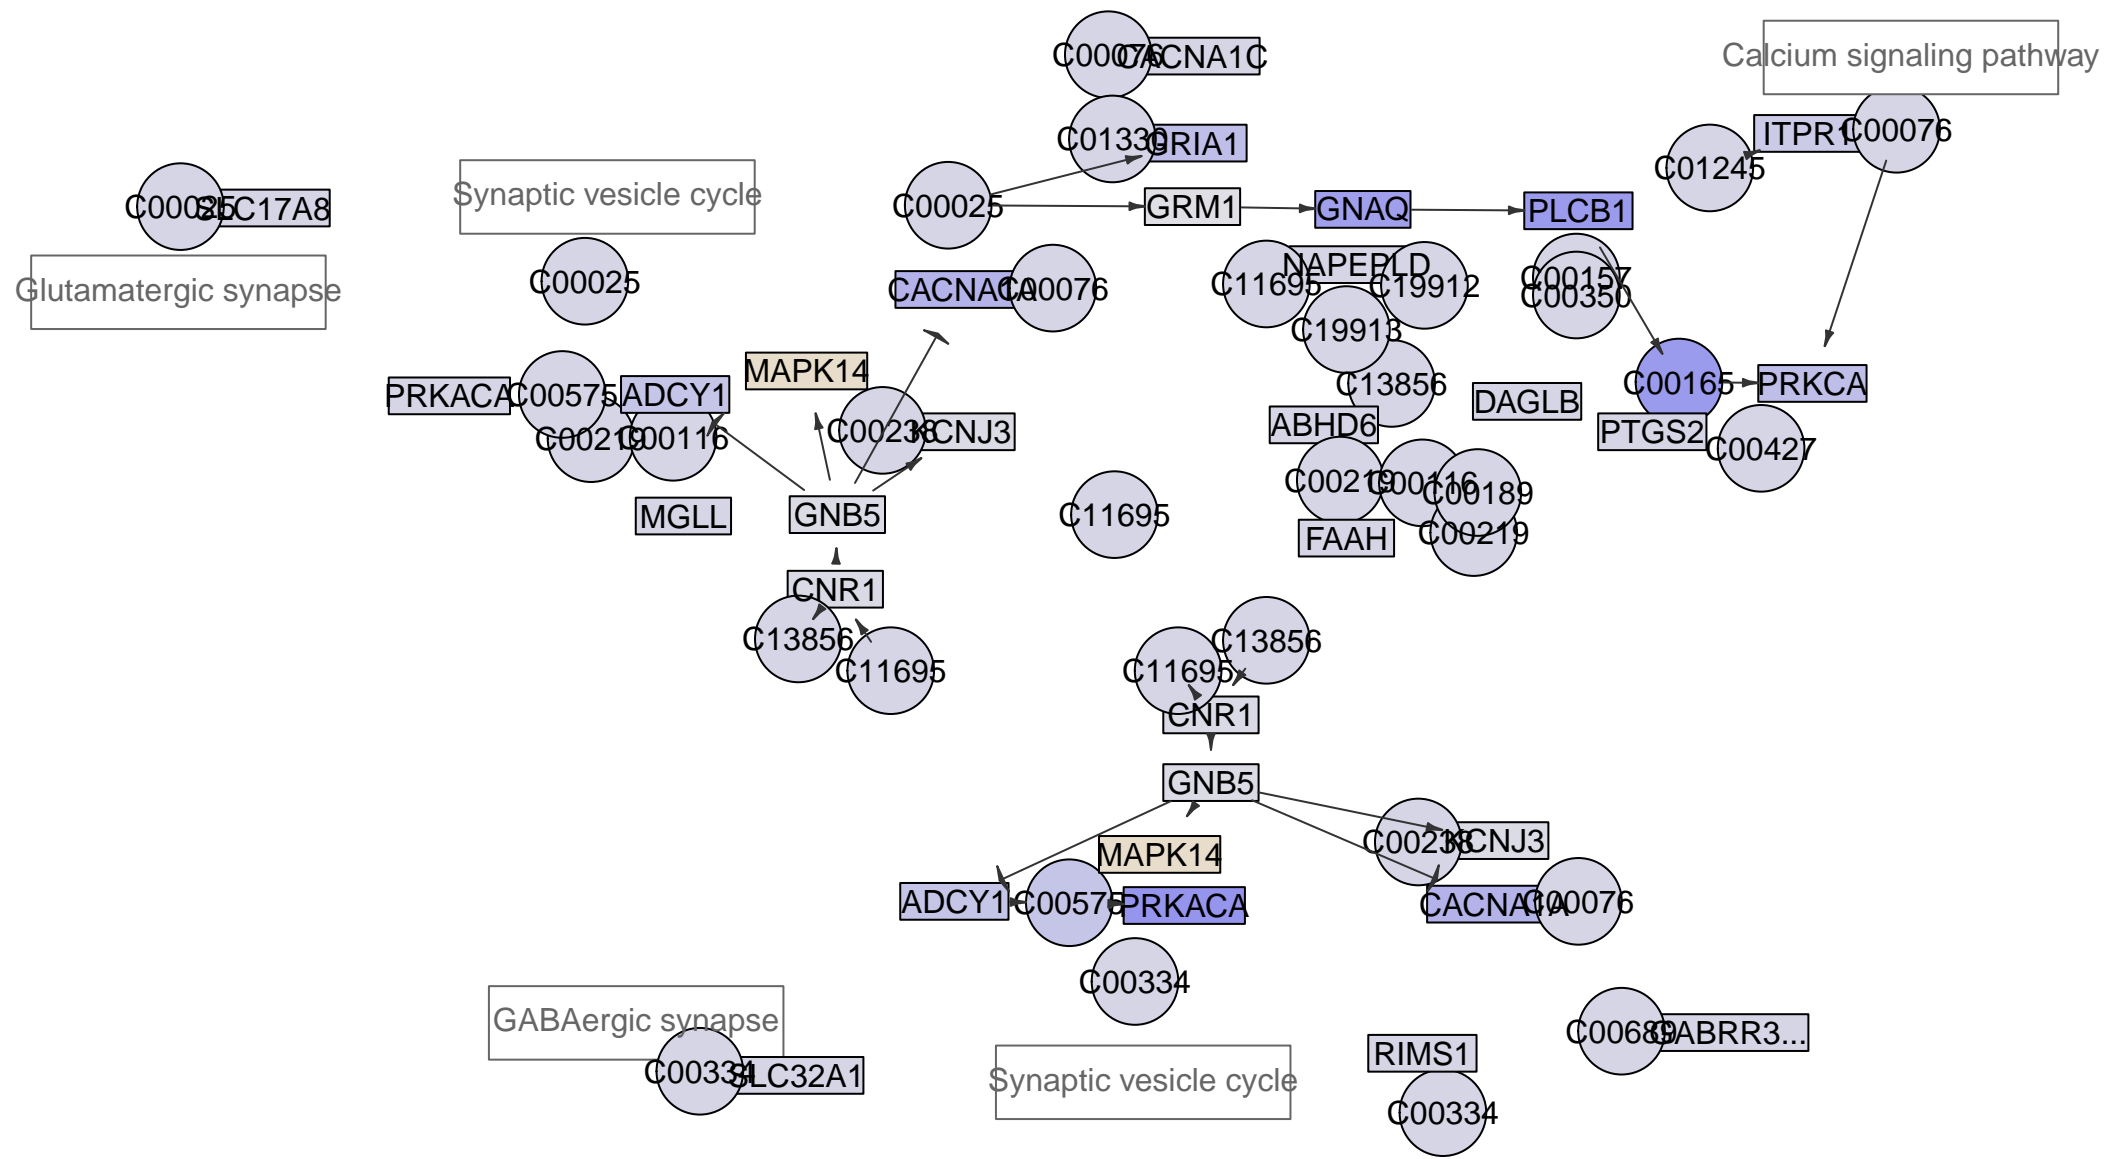 C00076
CACNA1C
Calcium signaling pathway
C01330
GRIA1
ITPR1
C00076
C01245
C00025
SLC17A8
Synaptic vesicle cycle
C00025
GRM1
GNAQ
PLCB1
Glutamatergic synapse
C00025
CACNA1A
C00076
C11695
NAPEPLD
C19912
C00157
C00350
C19913
MAPK14
C13856
C00165
PRKCA
PRKACA
C00575
ADCY1
DAGLB
C00219
C00116
C00238
KCNJ3
ABHD6
PTGS2
C00427
C00219
C00116
C00189
MGLL
GNB5
C11695
FAAH
C00219
CNR1
C13856
C11695
C11695
C13856
CNR1
GNB5
MAPK14
C00238
KCNJ3
ADCY1
C00575
PRKACA
CACNA1A
C00076
C00334
GABAergic synapse
C00334
SLC32A1
Synaptic vesicle cycle
RIMS1
C00334
C00689
GABRR3...